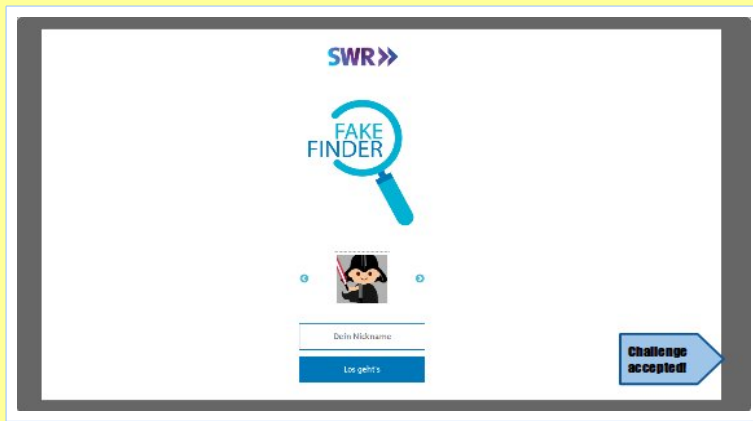 SWR»
FAKE
FINDER
Dein Nickname
Los geht's
Challenge
accepted!